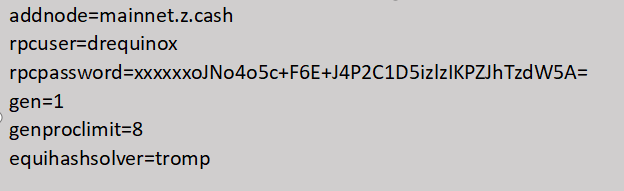 addnode=mainnet.z.cash
rpcuser=drequinox
rpcpassword=xxxxxxoJNo4o5c+F6E+J4P2C1D5izlzIKPZJhTzdW5A=
gen=1
genproclimit=8
equihashsolver=tromp